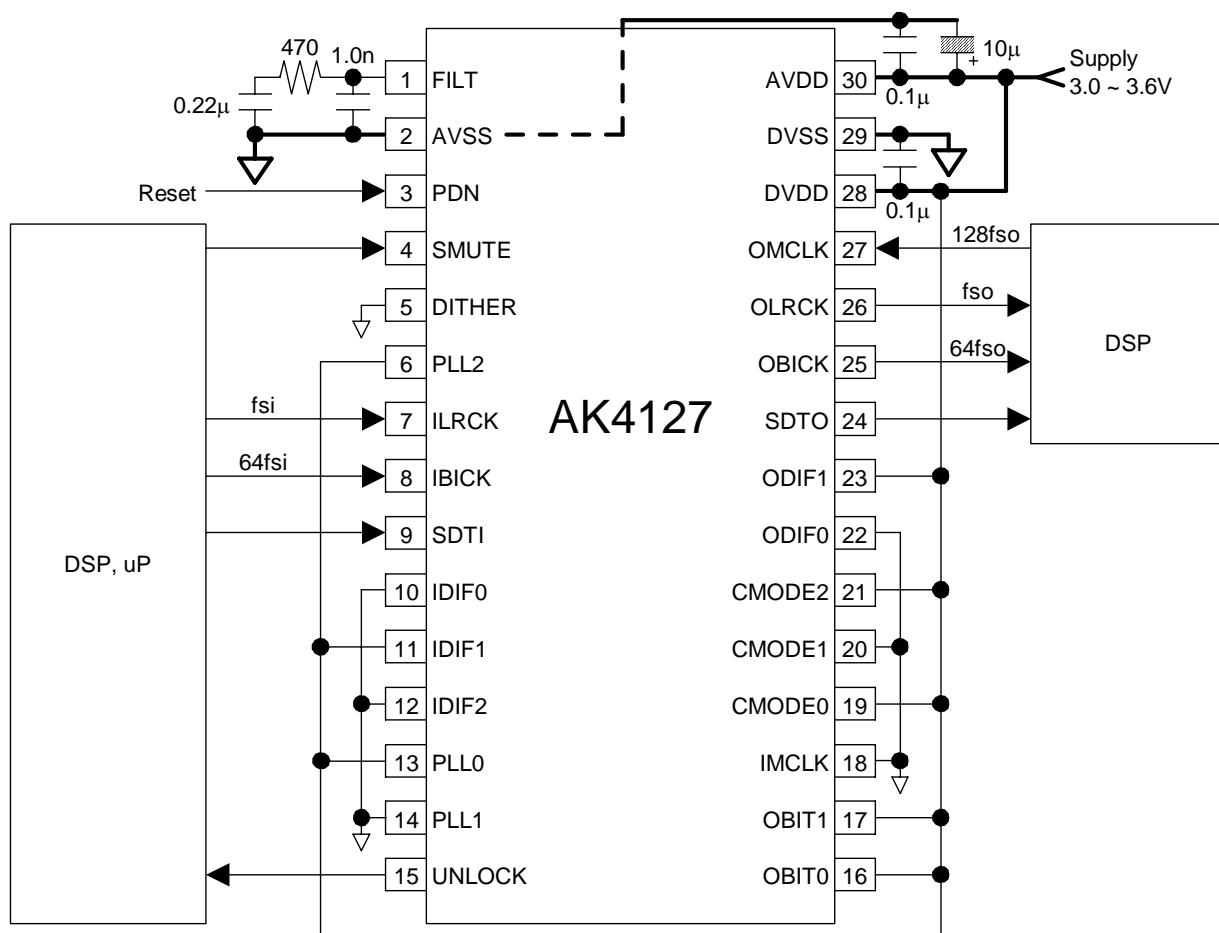 470
1.0n
0.22µ
1 FILT
2 AVSS
Reset
3 PDN
4 SMUTE
5 DITHER
6 PLL2
fsi
7 ILRCK
64fsi
8 IBICK
9 SDTI
DSP, uP
10 IDIF0
11 IDIF1
12 IDIF2
13 PLL0
14 PLL1
15 UNLOCK
AK4127
10µ
+
Supply
3.0 ~ 3.6V
AVDD 30
0.1µ
DVSS 29
DVDD 28
0.1µ
OMCLK 27
128fso
OLRCK 26
fso
DSP
OBICK 25
64fso
SDTO 24
ODIF1 23
ODIF0 22
CMODE2 21
CMODE1 20
CMODE0 19
IMCLK 18
OBIT1 17
OBIT0 16